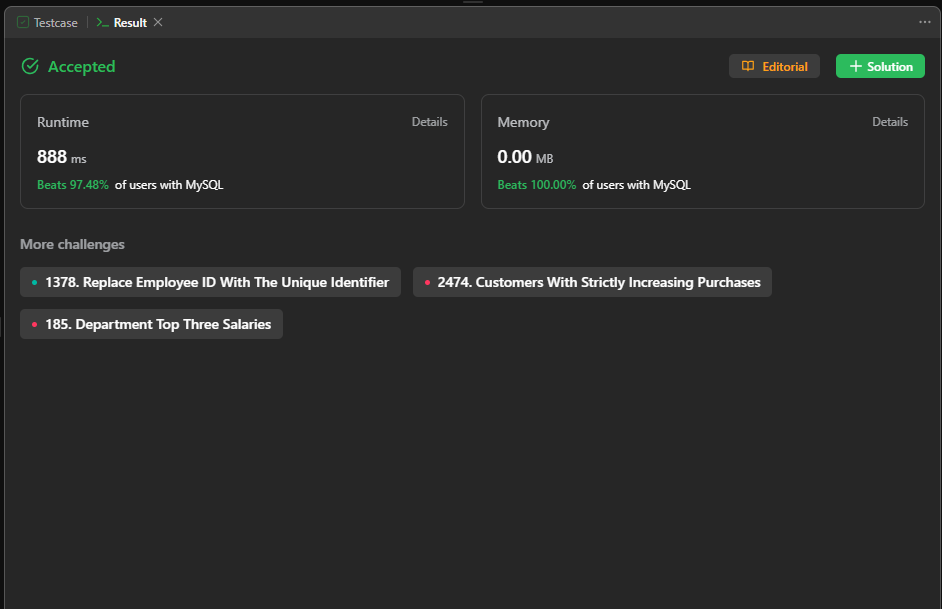 Testcase
Result
Accepted
Editorial
Solution
Runtime
Details
888 ms
Beats 97.48% of users with MySQL
Memory
Details
0.00 MB
Beats 100.00% of users with MySQL
More challenges
1378. Replace Employee ID With The Unique Identifier
2474. Customers With Strictly Increasing Purchases
185. Department Top Three Salaries